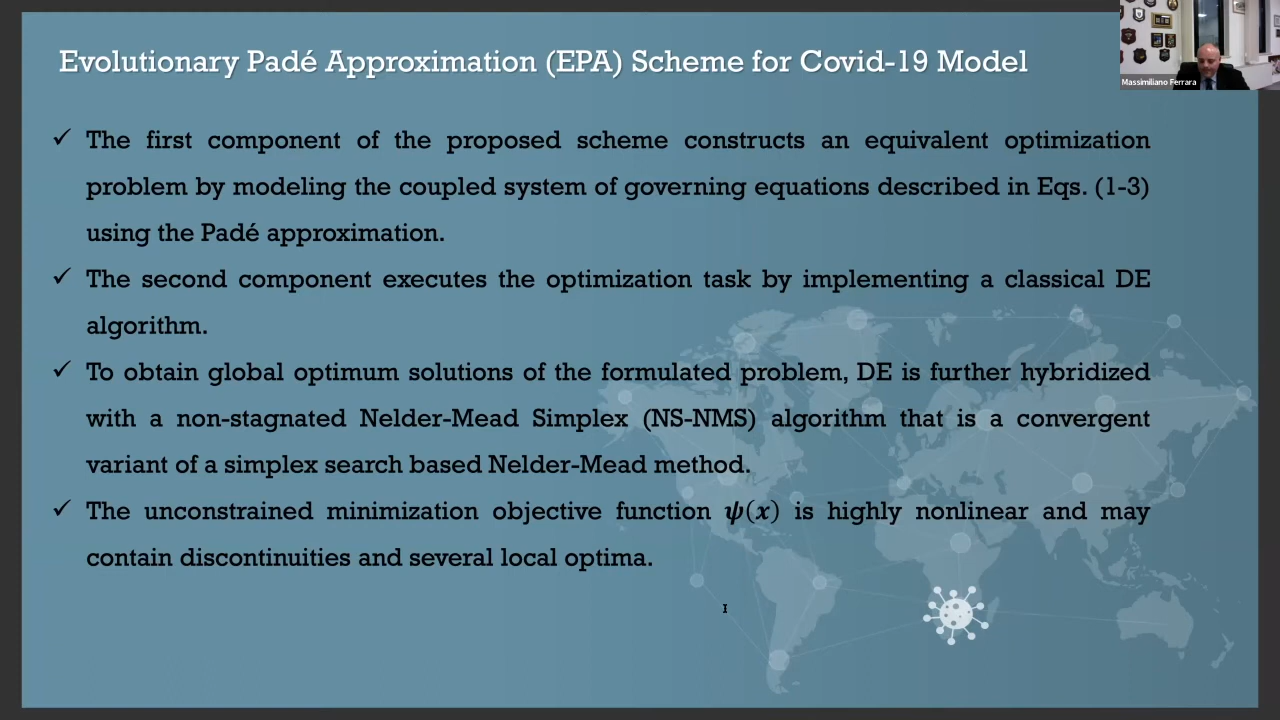 Evolutionary Padé Approximation (EPA) Scheme for Covid-19 Model
Massimiliano Ferrara
✓ The first component of the proposed scheme constructs an equivalent optimization
problem by modeling the coupled system of governing equations described in Eqs. (1-3)
using the Padé approximation.
✓ The second component executes the optimization task by implementing a classical DE
algorithm.
✓ To obtain global optimum solutions of the formulated problem, DE is further hybridized
with a non-stagnated Nelder-Mead Simplex (NS-NMS) algorithm that is a convergent
variant of a simplex search based Nelder-Mead method.
✓ The unconstrained minimization objective function ψ(x) is highly nonlinear and may
contain discontinuities and several local optima.